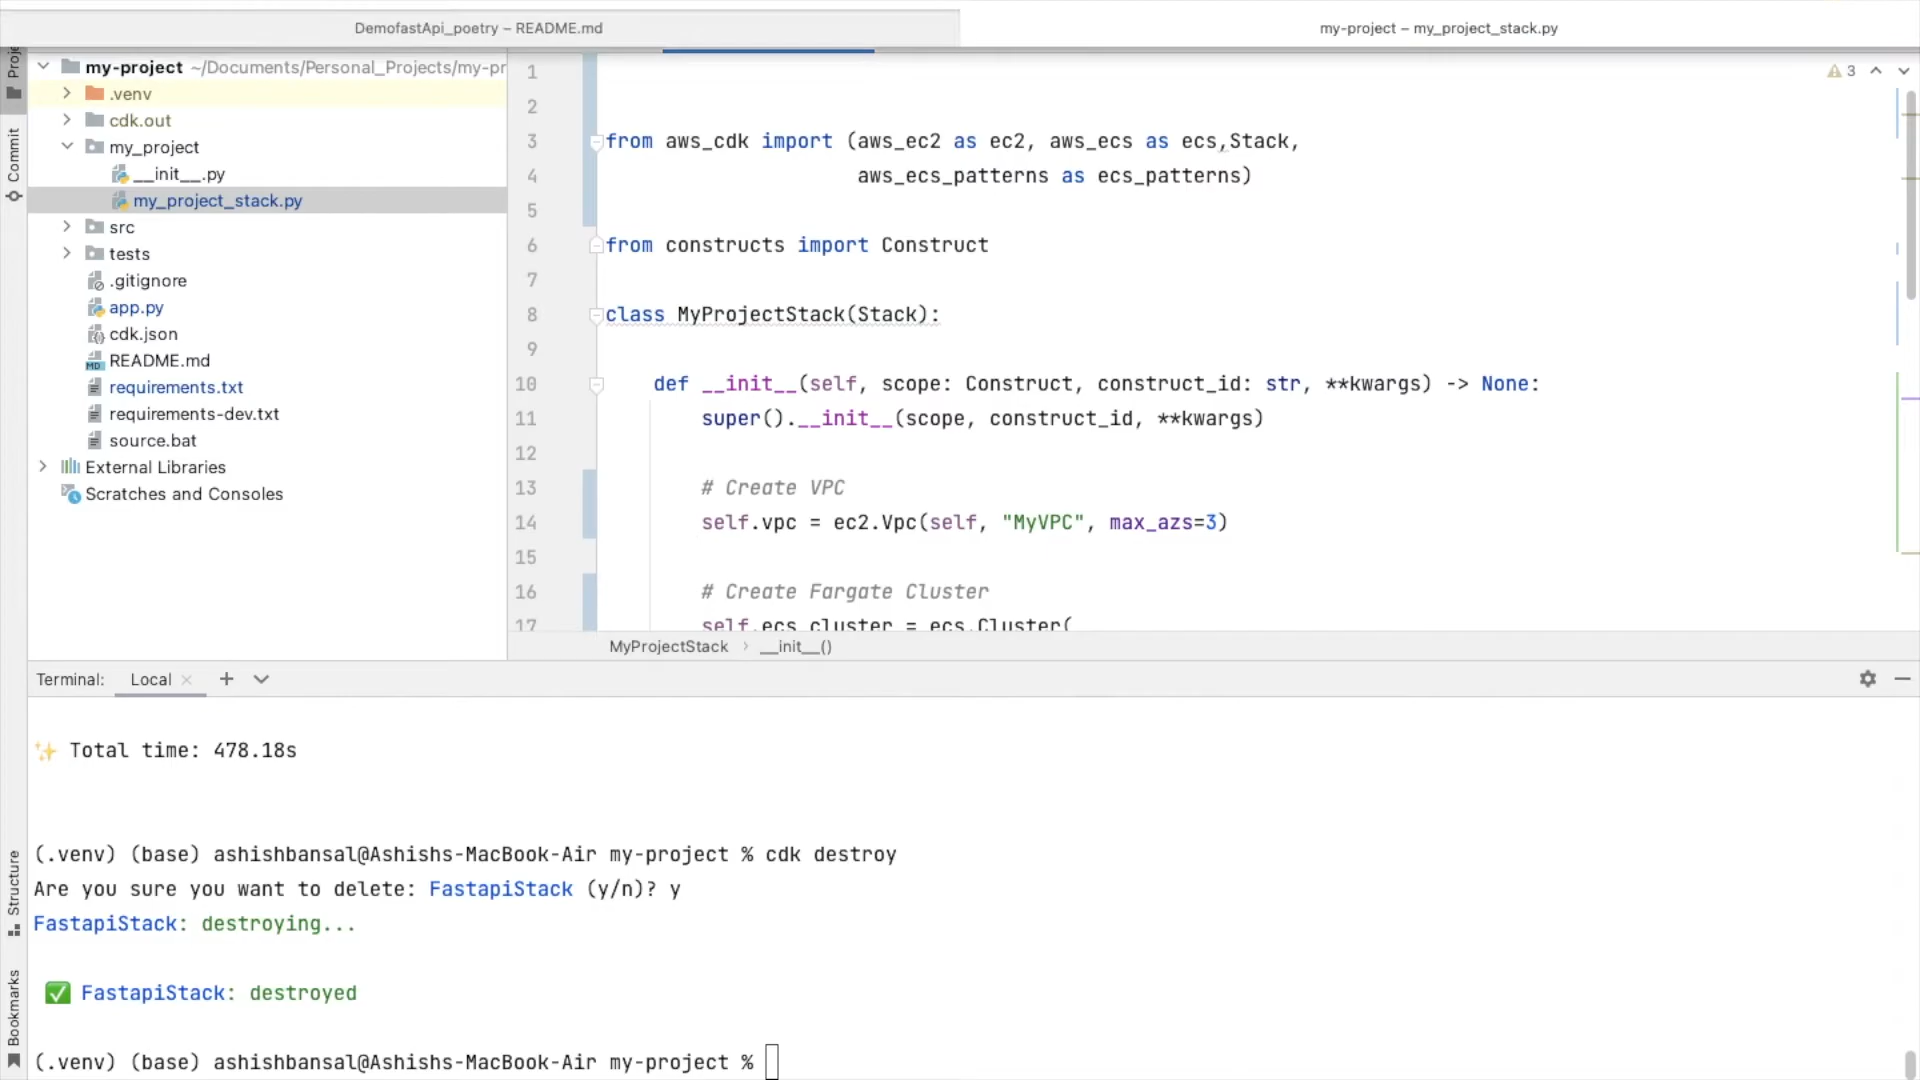 DemofastApi_poetry – README.md
my-project – my_project_stack.py
my-project ~/Documents/Personal_Projects/my-pr
.venv
cdk.out
my_project
__init__.py
my_project_stack.py
src
tests
.gitignore
app.py
cdk.json
README.md
requirements.txt
requirements-dev.txt
source.bat
External Libraries
Scratches and Consoles
Commit
Structure
Bookmarks
3
1
2
3 from aws_cdk import (aws_ec2 as ec2, aws_ecs as ecs,Stack,
4 aws_ecs_patterns as ecs_patterns)
5
6 from constructs import Construct
7
8 class MyProjectStack(Stack):
9
10 def __init__(self, scope: Construct, construct_id: str, **kwargs) -> None:
11 super().__init__(scope, construct_id, **kwargs)
12
13 # Create VPC
14 self.vpc = ec2.Vpc(self, "MyVPC", max_azs=3)
15
16 # Create Fargate Cluster
17 self.ecs_cluster = ecs.Cluster(
MyProjectStack › __init__()
Terminal: Local
✨ Total time: 478.18s
(.venv) (base) ashishbansal@Ashishs-MacBook-Air my-project % cdk destroy
Are you sure you want to delete: FastapiStack (y/n)? y
FastapiStack: destroying...
✅ FastapiStack: destroyed
(.venv) (base) ashishbansal@Ashishs-MacBook-Air my-project %